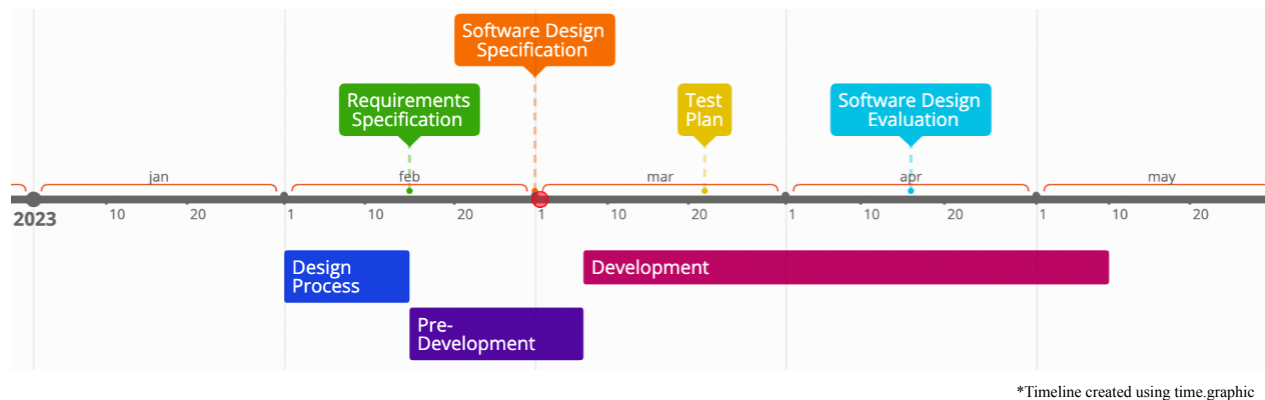 Software Design
Specification
Requirements
Specification
Test
Plan
Software Design
Evaluation
jan
feb
mar
apr
may
2023
10
20
1
10
20
1
10
20
1
10
20
1
10
20
Design
Process
Development
Pre-
Development
*Timeline created using time.graphic